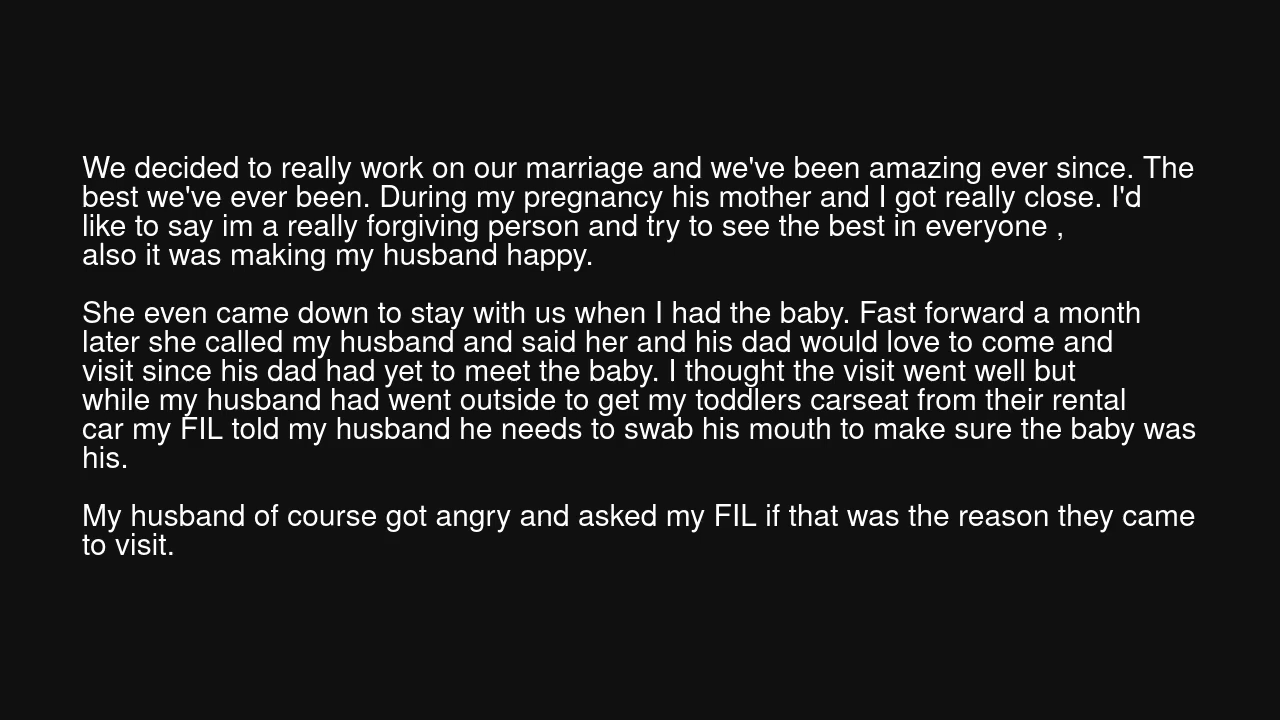 We decided to really work on our marriage and we've been amazing ever since. The
best we've ever been. During my pregnancy his mother and I got really close. I'd
like to say im a really forgiving person and try to see the best in everyone ,
also it was making my husband happy.
She even came down to stay with us when I had the baby. Fast forward a month
later she called my husband and said her and his dad would love to come and
visit since his dad had yet to meet the baby. I thought the visit went well but
while my husband had went outside to get my toddlers carseat from their rental
car my FIL told my husband he needs to swab his mouth to make sure the baby was
his.
My husband of course got angry and asked my FIL if that was the reason they came
to visit.